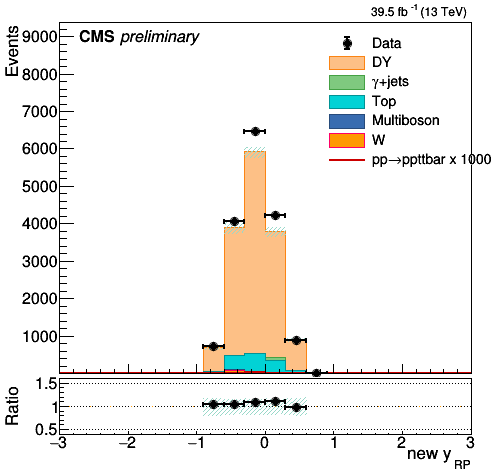 39.5 fb⁻¹ (13 TeV)
CMS preliminary
Events
9000
8000
7000
6000
5000
4000
3000
2000
1000
Data
DY
γ+jets
Top
Multiboson
W
pp→ppttbar x 1000
Ratio
1.5
1
0.5
−3 −2 −1 0 1 2 3
new y RP